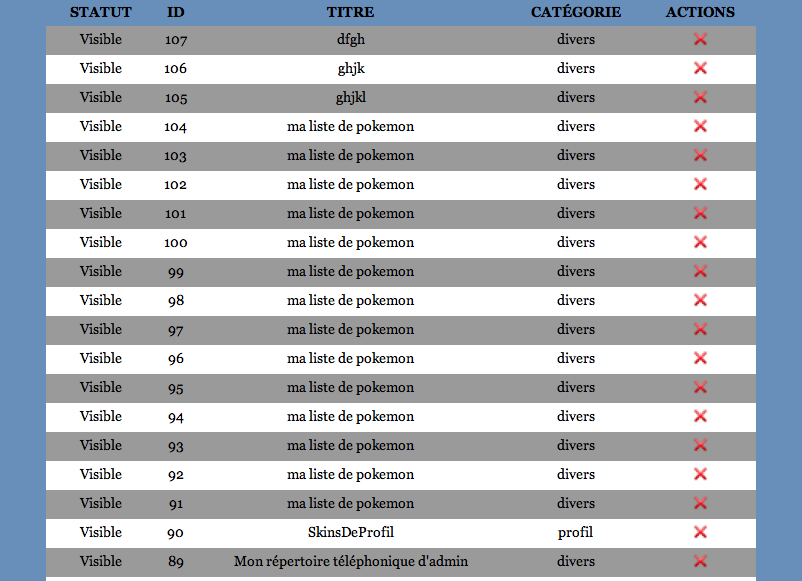 STATUT ID TITRE CATÉGORIE ACTIONS
Visible 107 dfgh divers
Visible 106 ghjk divers
Visible 105 ghjkl divers
Visible 104 ma liste de pokemon divers
Visible 103 ma liste de pokemon divers
Visible 102 ma liste de pokemon divers
Visible 101 ma liste de pokemon divers
Visible 100 ma liste de pokemon divers
Visible 99 ma liste de pokemon divers
Visible 98 ma liste de pokemon divers
Visible 97 ma liste de pokemon divers
Visible 96 ma liste de pokemon divers
Visible 95 ma liste de pokemon divers
Visible 94 ma liste de pokemon divers
Visible 93 ma liste de pokemon divers
Visible 92 ma liste de pokemon divers
Visible 91 ma liste de pokemon divers
Visible 90 SkinsDeProfil profil
Visible 89 Mon répertoire téléphonique d'admin divers